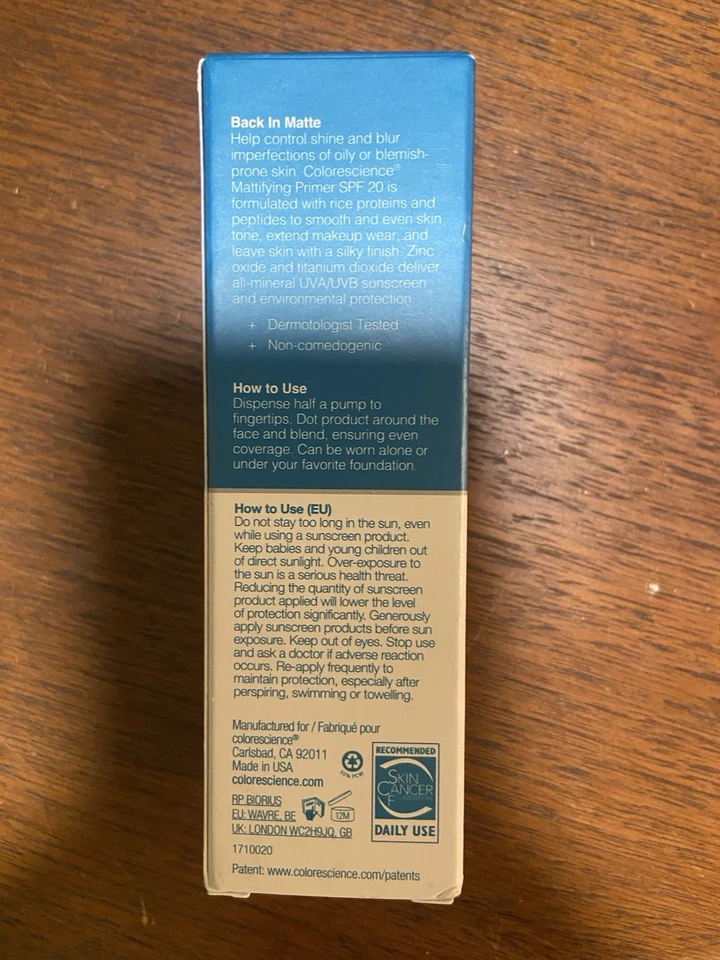 Back In Matte
Help control shine and blur
imperfections of oily or blemish-
prone skin. Colorescience®
Mattifying Primer SPF 20 is
formulated with rice proteins and
peptides to smooth and even skin
tone, extend makeup wear, and
leave skin with a silky finish. Zinc
oxide and titanium dioxide deliver
all-mineral UVA/UVB sunscreen
and environmental protection.
+ Dermotologist Tested
+ Non-comedogenic
How to Use
Dispense half a pump to
fingertips. Dot product around the
face and blend, ensuring even
coverage. Can be worn alone or
under your favorite foundation.
How to Use (EU)
Do not stay too long in the sun, even
while using a sunscreen product.
Keep babies and young children out
of direct sunlight. Over-exposure to
the sun is a serious health threat.
Reducing the quantity of sunscreen
product applied will lower the level
of protection significantly. Generously
apply sunscreen products before sun
exposure. Keep out of eyes. Stop use
and ask a doctor if adverse reaction
occurs. Re-apply frequently to
maintain protection, especially after
perspiring, swimming or towelling.
Manufactured for / Fabriqué pour
colorescience®
Carlsbad, CA 92011
Made in USA
colorescience.com
PCW
RP BIORIUS
EU: WAVRE, BE
UK: LONDON WC2H9JQ, GB
12M
RECOMMENDED
SKIN
CANCER
FOUNDATION
DAILY USE
1710020
Patent: www.colorescience.com/patents